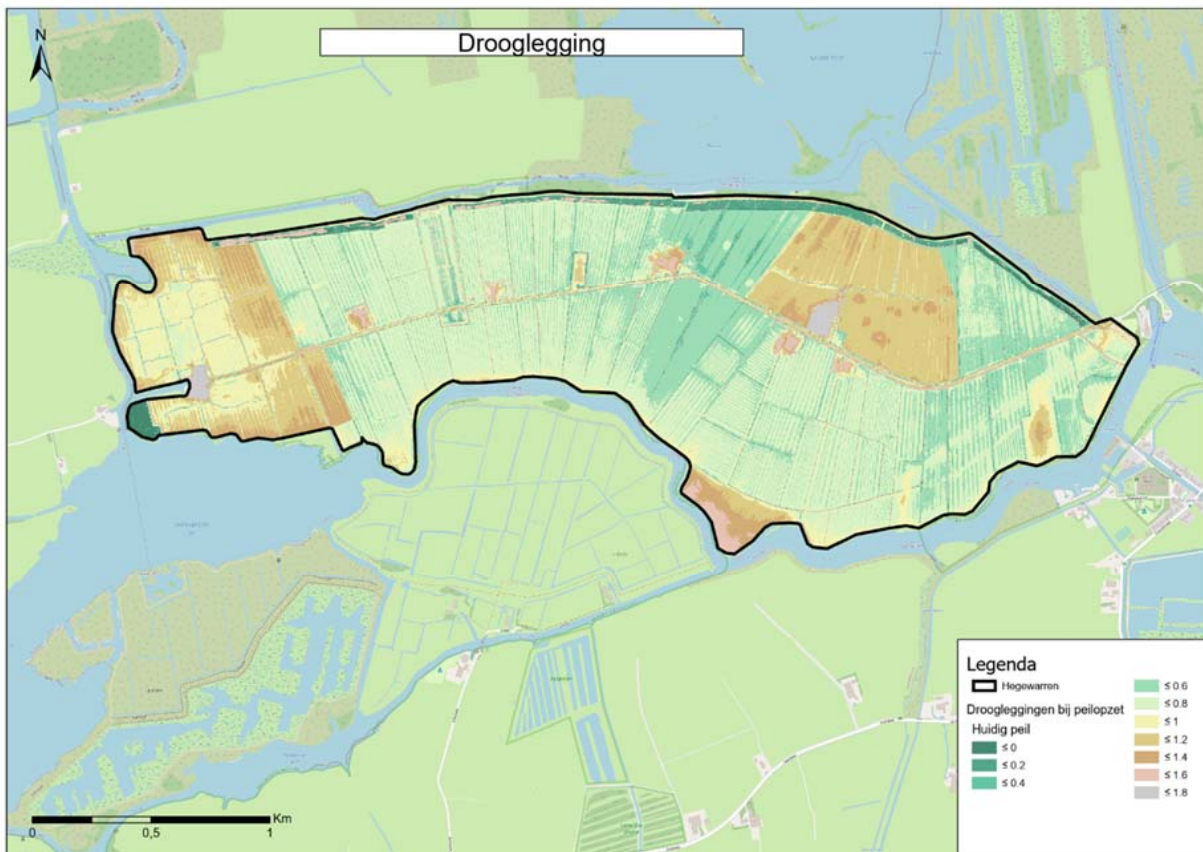 Drooglegging
N
Legenda
Hegewarren
Droogleggingen bij peilopzet
Huidig peil
≤ 0
≤ 0.2
≤ 0.4
≤ 0.6
≤ 0.8
≤ 1
≤ 1.2
≤ 1.4
≤ 1.6
≤ 1.8
Km
0
0,5
1